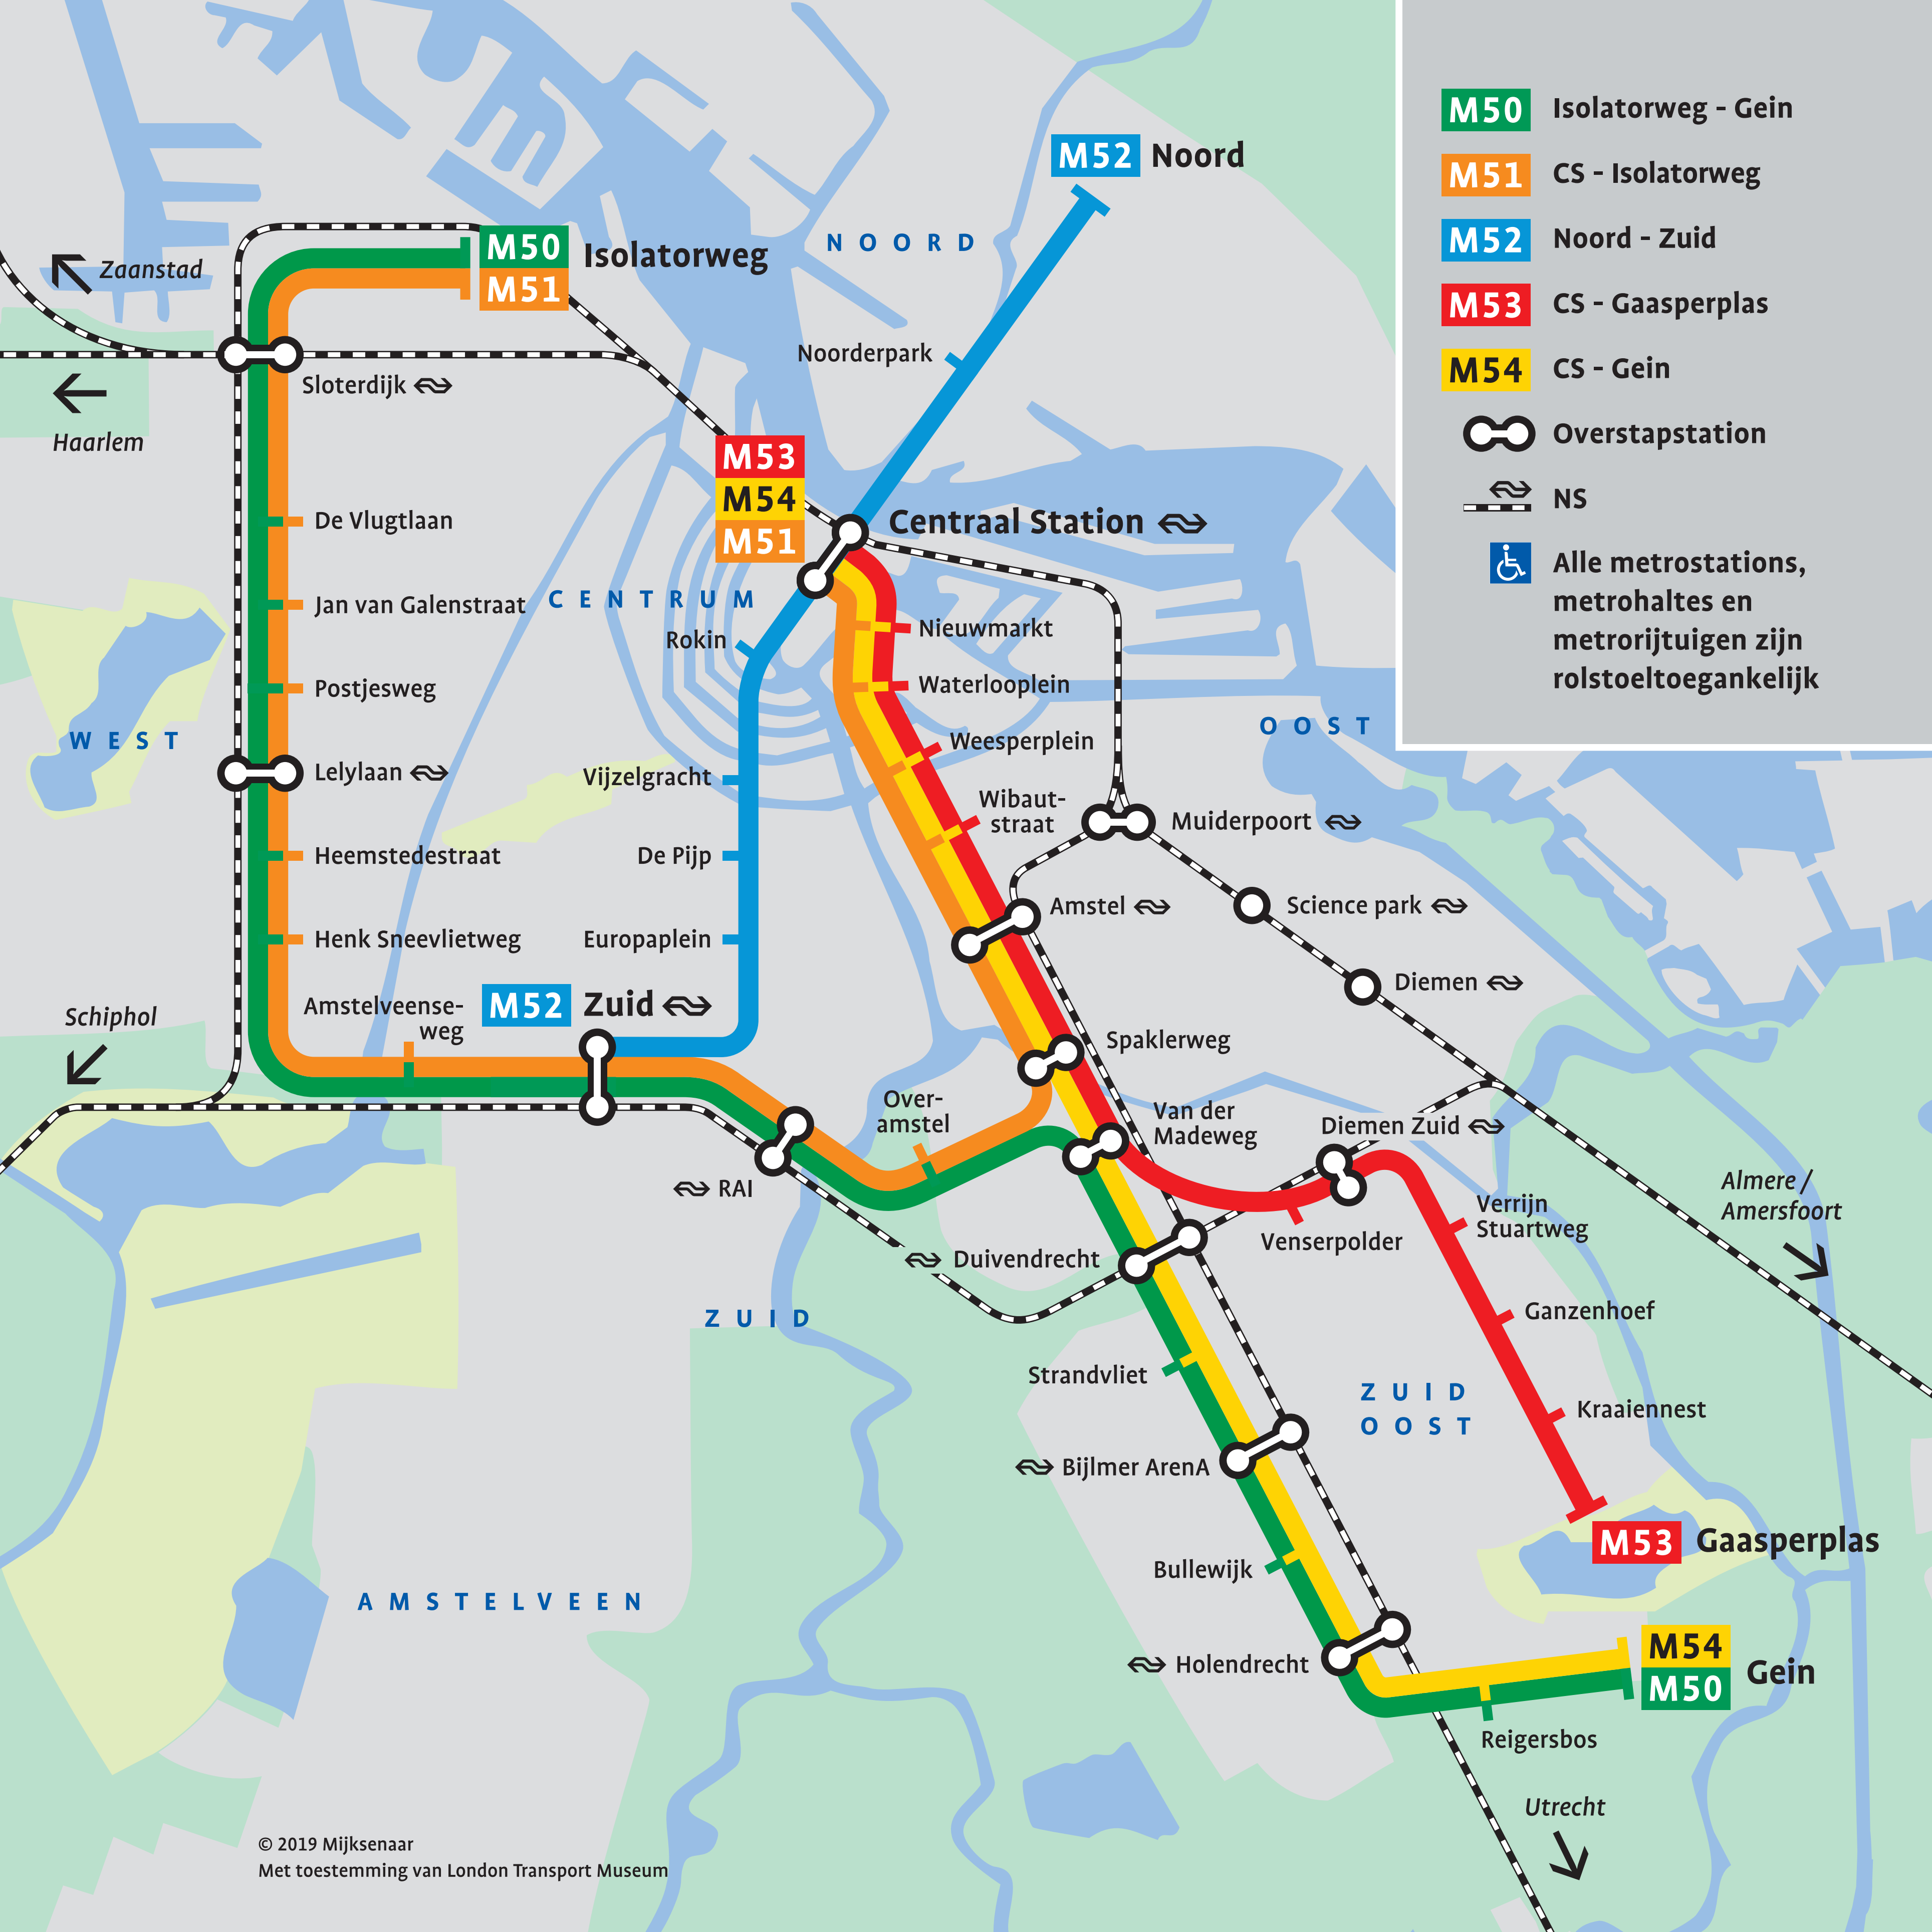 M50 Isolatorweg - Gein
M51 CS - Isolatorweg
M52 Noord - Zuid
M53 CS - Gaasperplas
M54 CS - Gein
Overstapstation
NS
Alle metrostations,
metrohaltes en
metrorijtuigen zijn
rolstoeltoegankelijk
M52 Noord
NOORD
M50
M51
Isolatorweg
Zaanstad
Noorderpark
Sloterdijk
Haarlem
M53
M54
M51
Centraal Station
De Vlugtlaan
Jan van Galenstraat
CENTRUM
Nieuwmarkt
Rokin
Postjesweg
Waterlooplein
WEST
OOST
Weesperplein
Lelylaan
Vijzelgracht
Wibaut-
straat
Muiderpoort
Heemstedestraat
De Pijp
Amstel
Science park
Henk Sneevlietweg
Europaplein
Diemen
Amstelveense-
weg
M52 Zuid
Schiphol
Spaklerweg
Over-
amstel
Van der
Madeweg
Diemen Zuid
RAI
Almere /
Amersfoort
Verrijn
Stuartweg
Venserpolder
Duivendrecht
ZUID
Ganzenhoef
Strandvliet
ZUID
OOST
Kraaiennest
Bijlmer ArenA
M53 Gaasperplas
Bullewijk
AMSTELVEEN
Holendrecht
M54
M50
Gein
Reigersbos
Utrecht
© 2019 Mijksenaar
Met toestemming van London Transport Museum